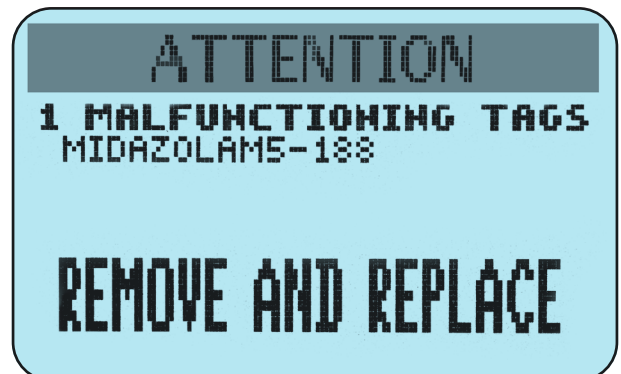 ATTENTION
1 MALFUNCTIONING TAGS
MIDAZOLAM5-188
REMOVE AND REPLACE